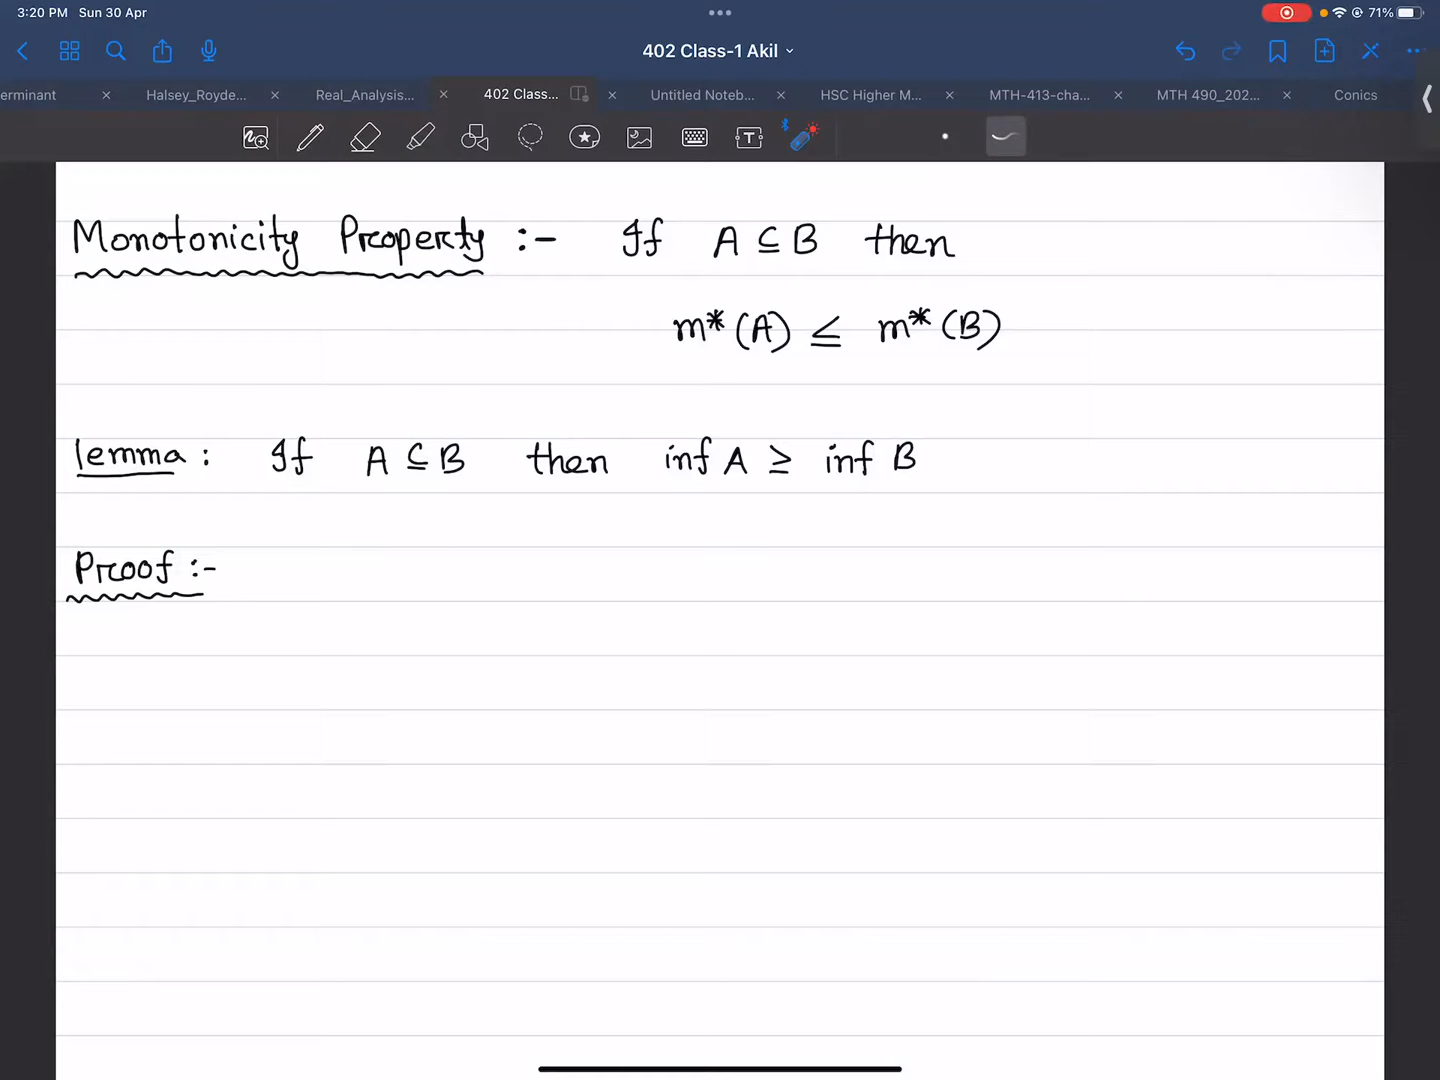 3:20 PM Sun 30 Apr 71%
402 Class-1 Akil
erminant Halsey_Royde... Real_Analysis... 402 Class... Untitled Noteb... HSC Higher M... MTH-413-cha... MTH 490_202... Conics
Monotonicity Property :- If A ⊆ B then
m*(A) ≤ m*(B)
lemma : If A ⊆ B then inf A ≥ inf B
Proof :-